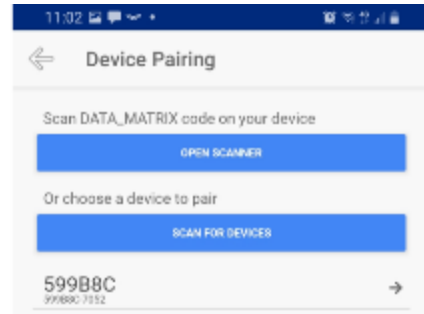 11:02
Device Pairing
Scan DATA_MATRIX code on your device
OPEN SCANNER
Or choose a device to pair
SCAN FOR DEVICES
599B8C
599B8C-7052